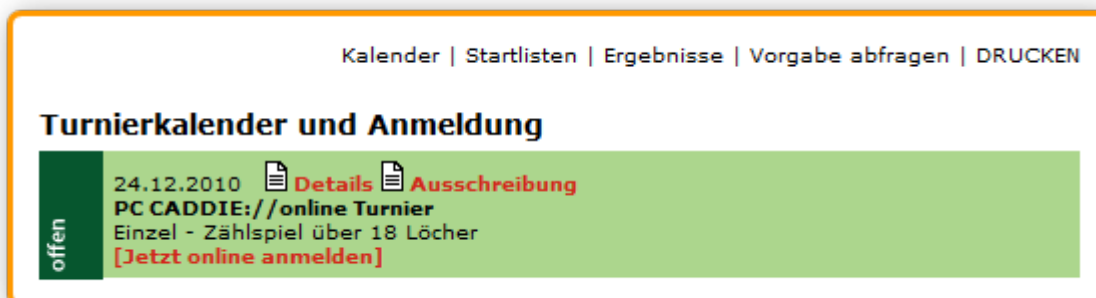 Kalender | Startlisten | Ergebnisse | Vorgabe abfragen | DRUCKEN
Turnierkalender und Anmeldung
offen
24.12.2010 Details Ausschreibung
PC CADDIE://online Turnier
Einzel - Zählspiel über 18 Löcher
[Jetzt online anmelden]